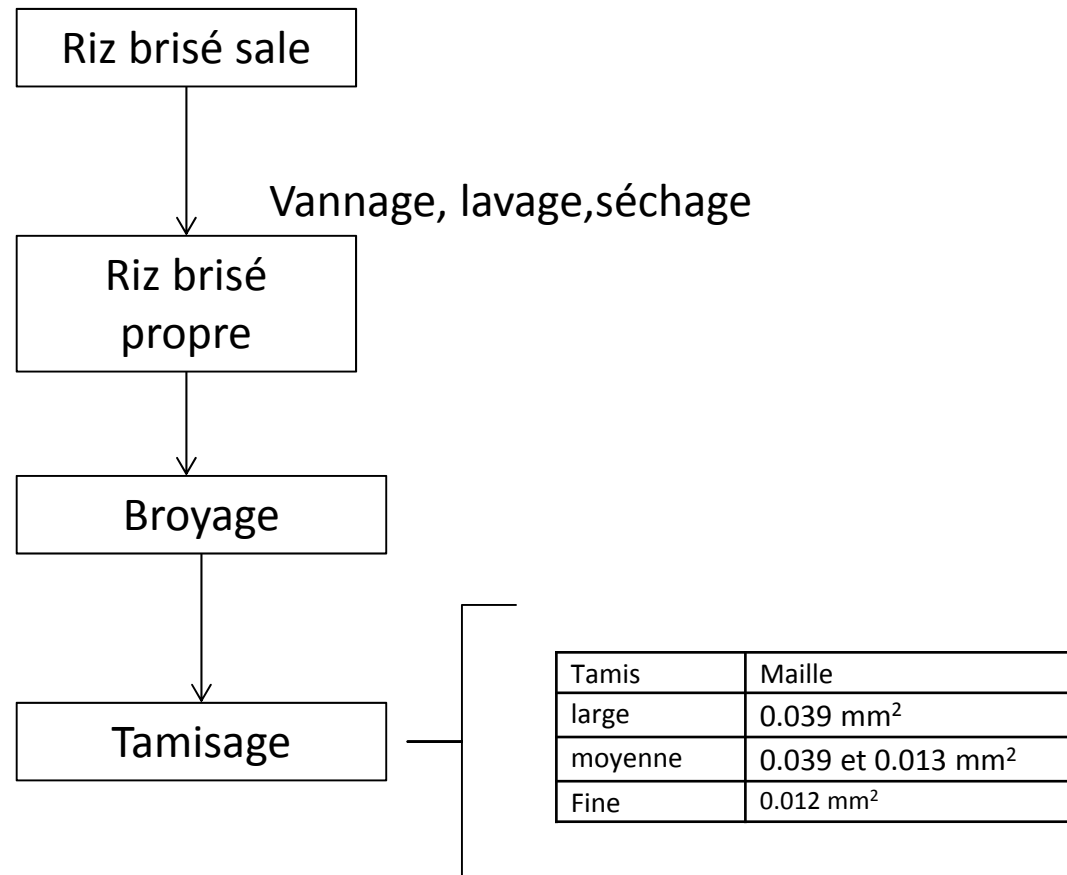 Riz brisé sale
Vannage, lavage,séchage
Riz brisé
propre
Broyage
Tamisage
Tamis Maille
large 0.039 mm²
moyenne 0.039 et 0.013 mm²
Fine 0.012 mm²